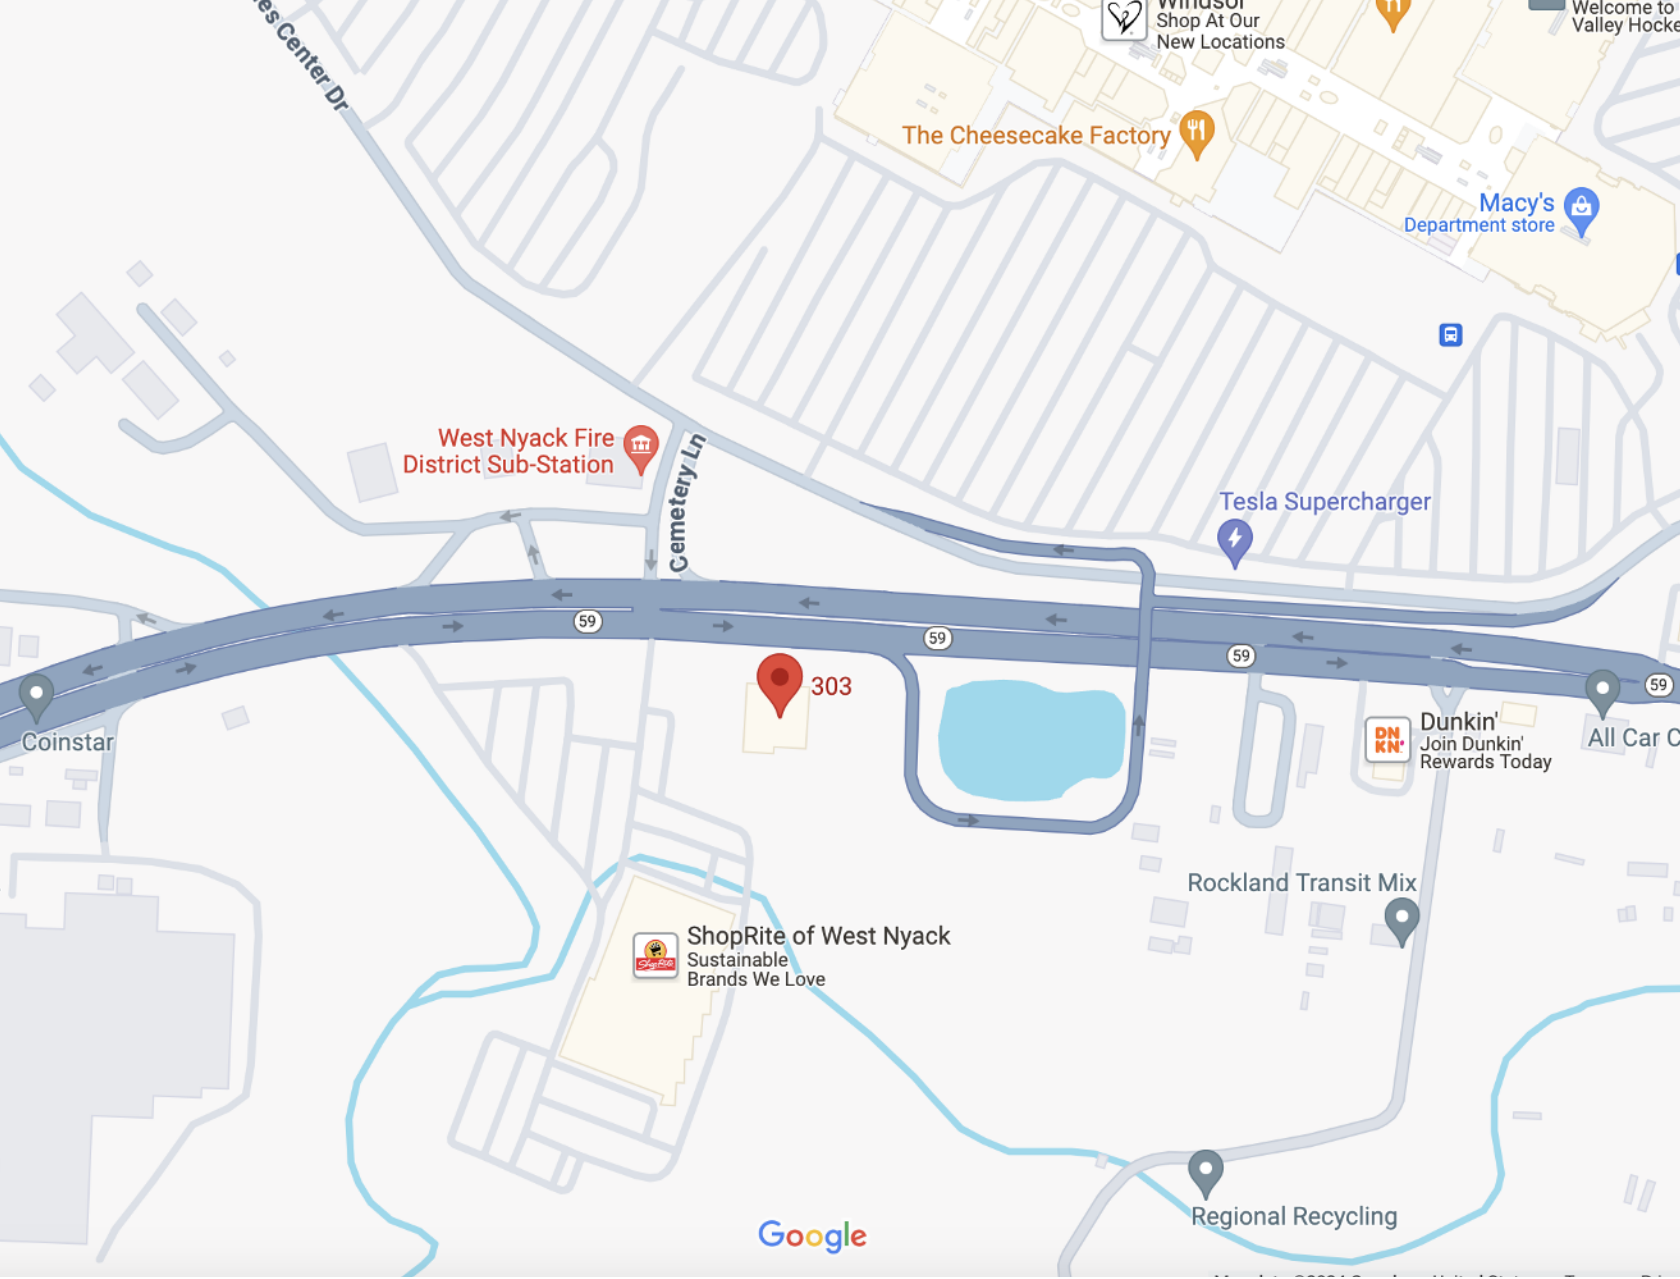 Windsor
Shop At Our
New Locations
Welcome to
Valley Hocke
es Center Dr
The Cheesecake Factory
Macy's
Department store
West Nyack Fire
District Sub-Station
Cemetery Ln
Tesla Supercharger
59
59
59
59
303
Coinstar
DN
KN'
Dunkin'
Join Dunkin'
Rewards Today
All Car C
Rockland Transit Mix
ShopRite
ShopRite of West Nyack
Sustainable
Brands We Love
Regional Recycling
Google